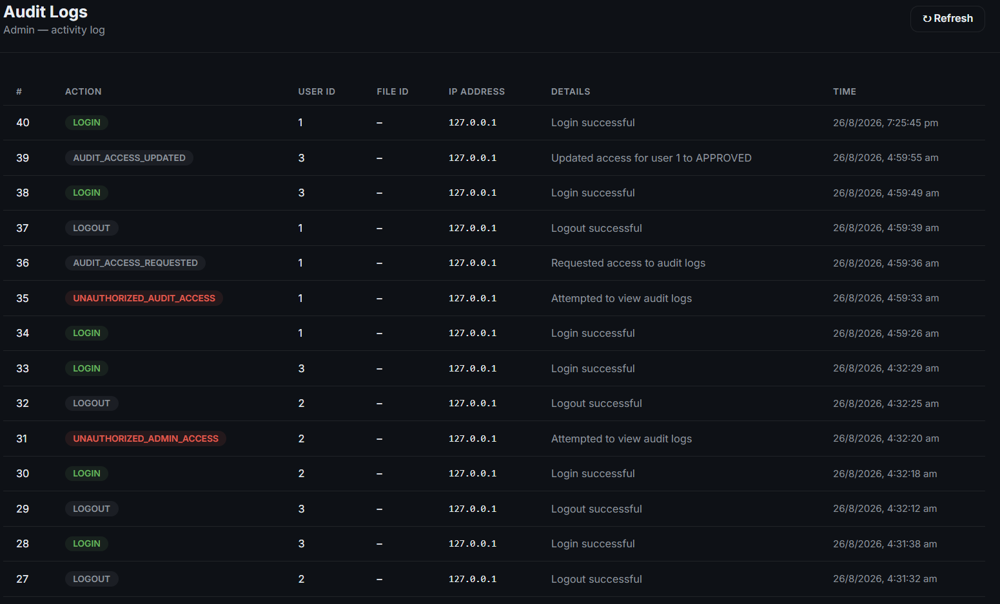 Audit Logs
Admin — activity log
↻ Refresh
# ACTION USER ID FILE ID IP ADDRESS DETAILS TIME
40 LOGIN 1 – 127.0.0.1 Login successful 26/8/2026, 7:25:45 pm
39 AUDIT_ACCESS_UPDATED 3 – 127.0.0.1 Updated access for user 1 to APPROVED 26/8/2026, 4:59:55 am
38 LOGIN 3 – 127.0.0.1 Login successful 26/8/2026, 4:59:49 am
37 LOGOUT 1 – 127.0.0.1 Logout successful 26/8/2026, 4:59:39 am
36 AUDIT_ACCESS_REQUESTED 1 – 127.0.0.1 Requested access to audit logs 26/8/2026, 4:59:36 am
35 UNAUTHORIZED_AUDIT_ACCESS 1 – 127.0.0.1 Attempted to view audit logs 26/8/2026, 4:59:33 am
34 LOGIN 1 – 127.0.0.1 Login successful 26/8/2026, 4:59:26 am
33 LOGIN 3 – 127.0.0.1 Login successful 26/8/2026, 4:32:29 am
32 LOGOUT 2 – 127.0.0.1 Logout successful 26/8/2026, 4:32:25 am
31 UNAUTHORIZED_ADMIN_ACCESS 2 – 127.0.0.1 Attempted to view audit logs 26/8/2026, 4:32:20 am
30 LOGIN 2 – 127.0.0.1 Login successful 26/8/2026, 4:32:18 am
29 LOGOUT 3 – 127.0.0.1 Logout successful 26/8/2026, 4:32:12 am
28 LOGIN 3 – 127.0.0.1 Login successful 26/8/2026, 4:31:38 am
27 LOGOUT 2 – 127.0.0.1 Logout successful 26/8/2026, 4:31:32 am